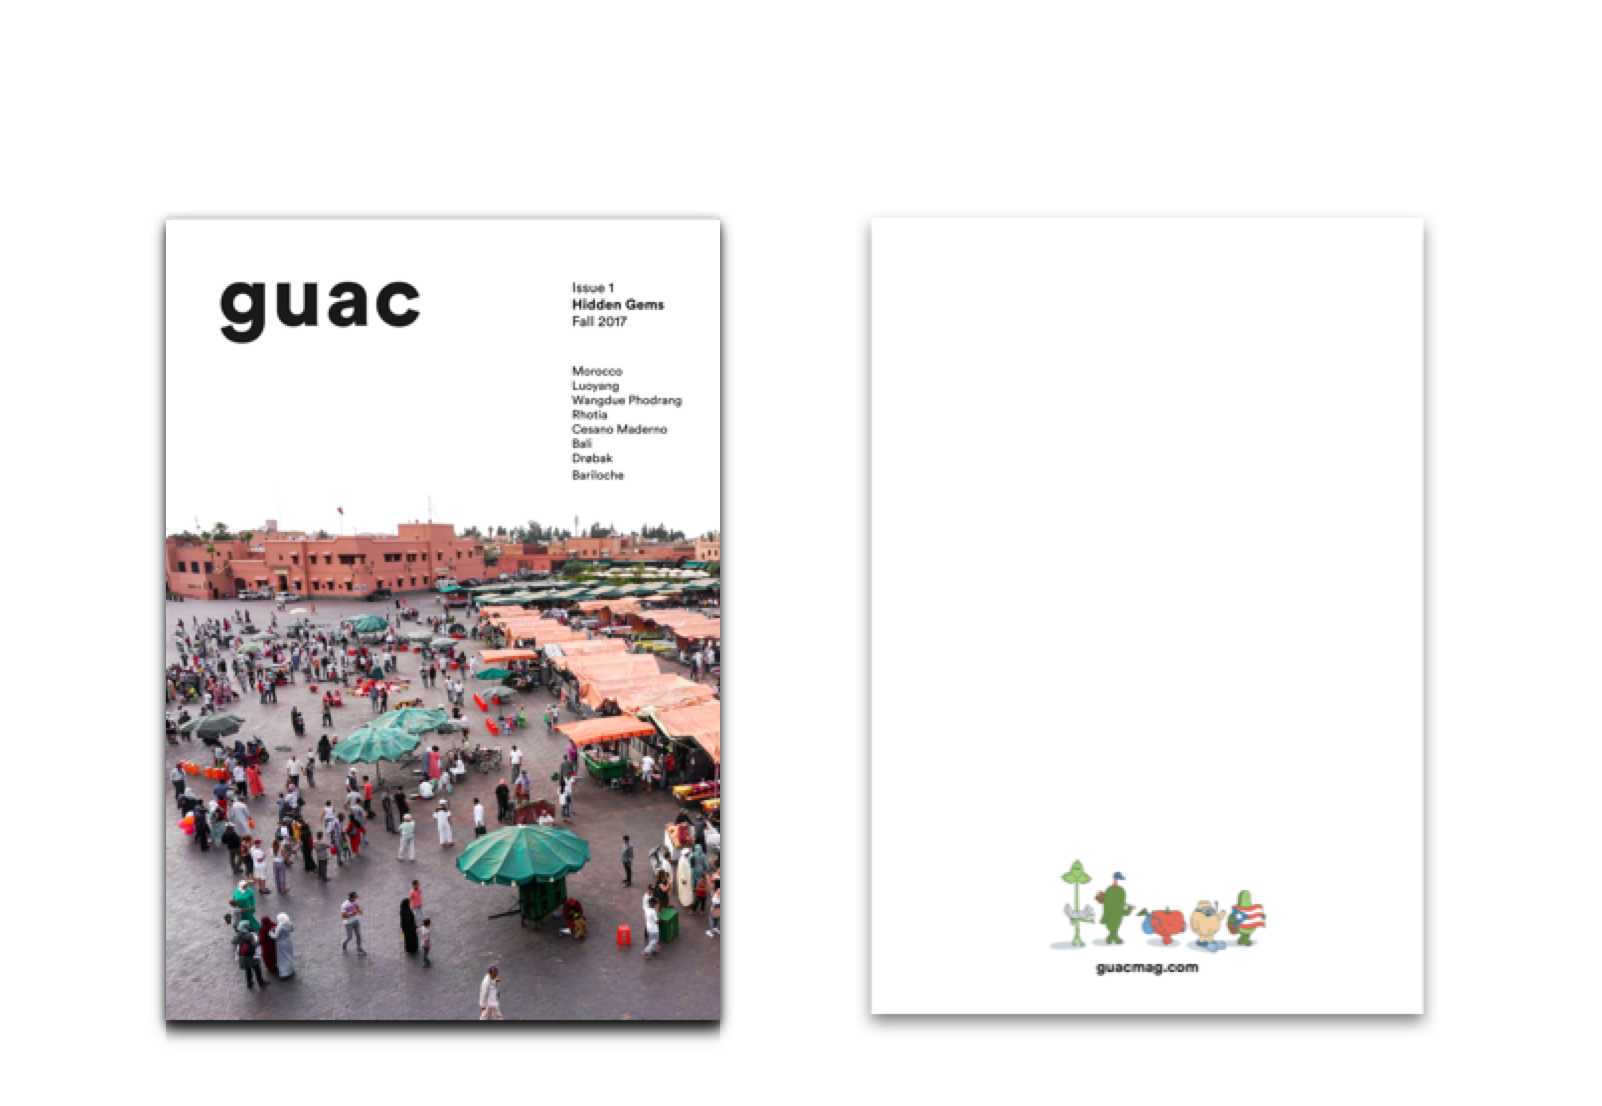 guac
Issue 1
Hidden Gems
Fall 2017
Morocco
Luoyang
Wangdue Phodrang
Rhotia
Cesano Maderno
Bali
Drøbak
Bariloche
guacmag.com